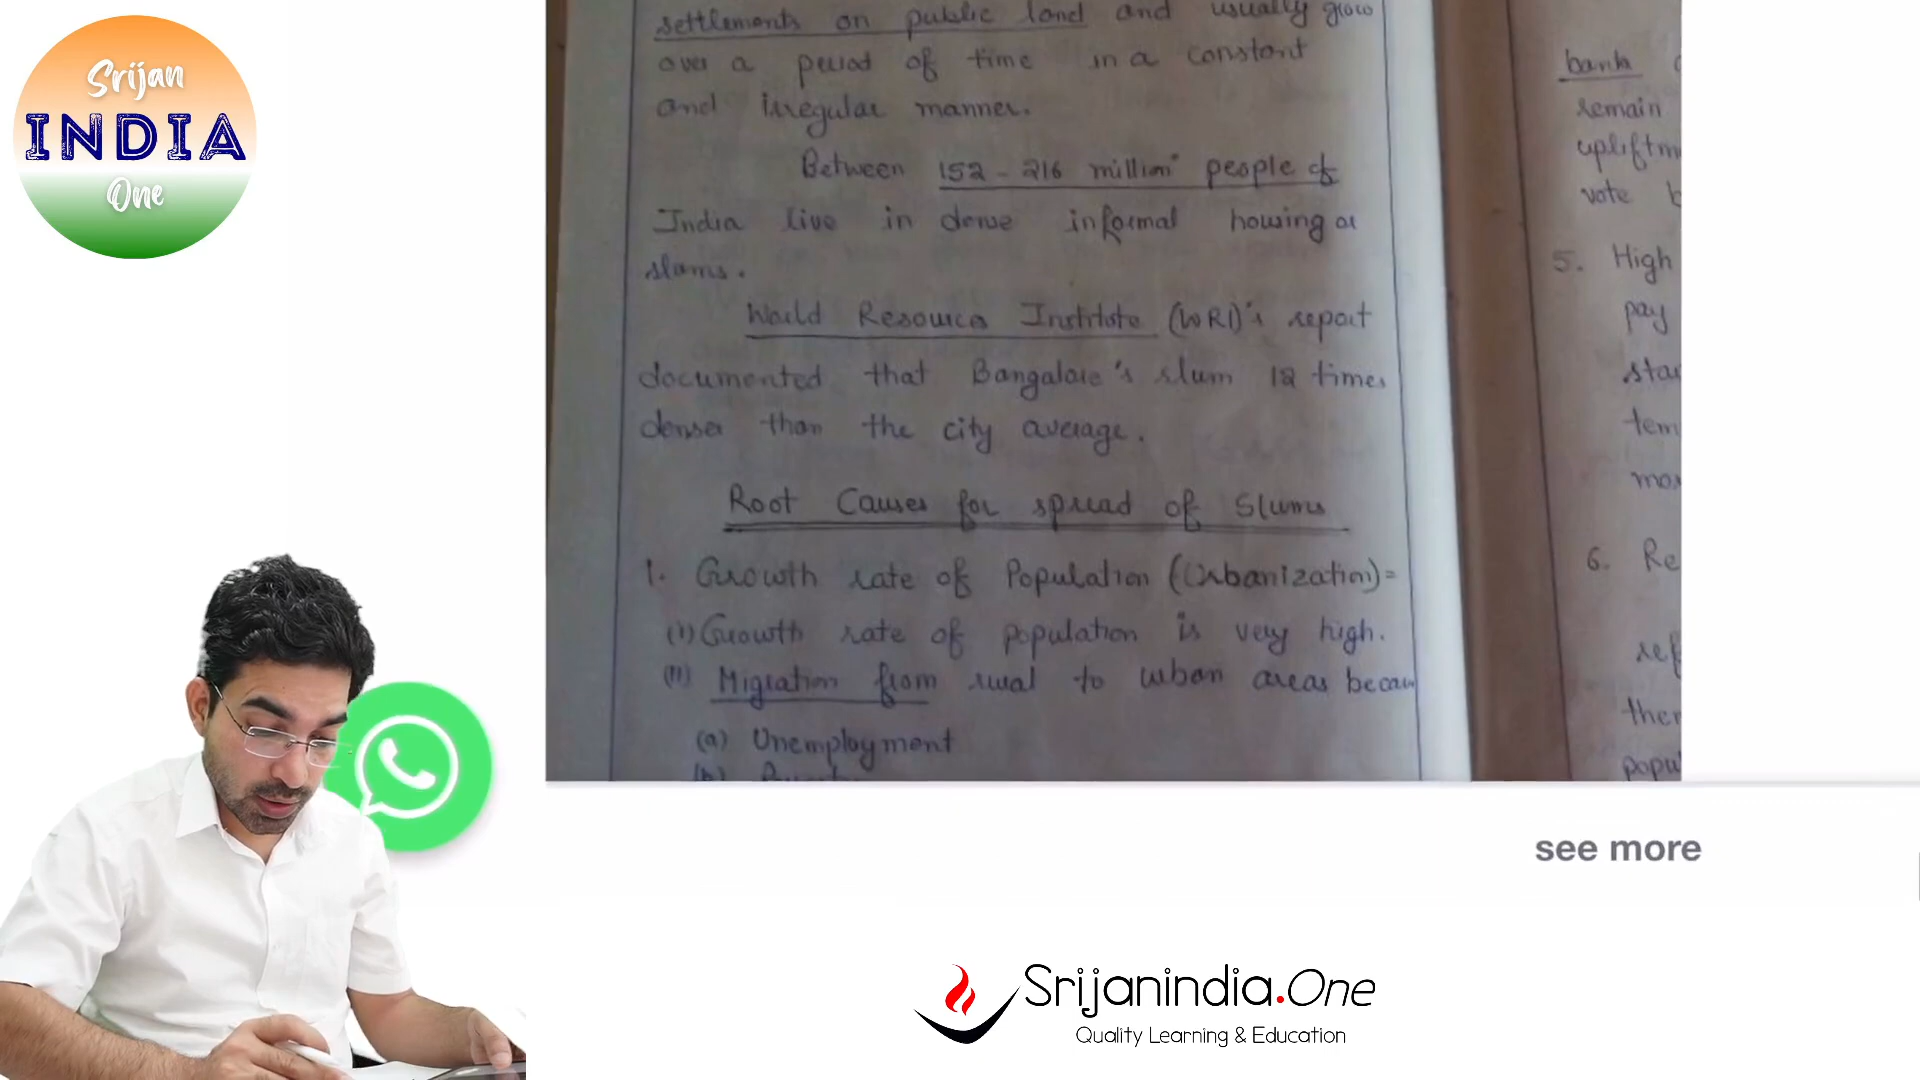 Srijan
INDIA
One
settlements on public land and usually grow
over a period of time in a constant
and irregular manner.
Between 152 - 216 million people of
India live in dense informal housing or
slums.
World Resource Institute (WRI)'s report
documented that Bangalore's slum 12 times
denser than the city average.
Root Causes for spread of Slums
1. Growth rate of Population (Urbanization)=
(i) Growth rate of population is very high.
(ii) Migration from rural to urban areas becau
(a) Unemployment
(b)
bank
remain
upliftm
vote b
5. High
pay
sta
tem
mo
6. Re
ref
ther
popu
see more
Srijanindia.One
Quality Learning & Education